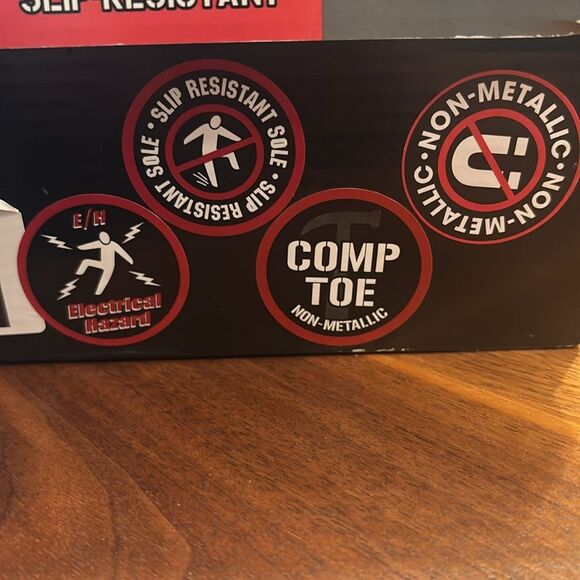 SLIP-RESISTANT
• SLIP RESISTANT SOLE • SLIP RESISTANT SOLE
• NON-METALLIC • NON-METALLIC
E/H
Electrical
Hazard
COMP
TOE
NON-METALLIC